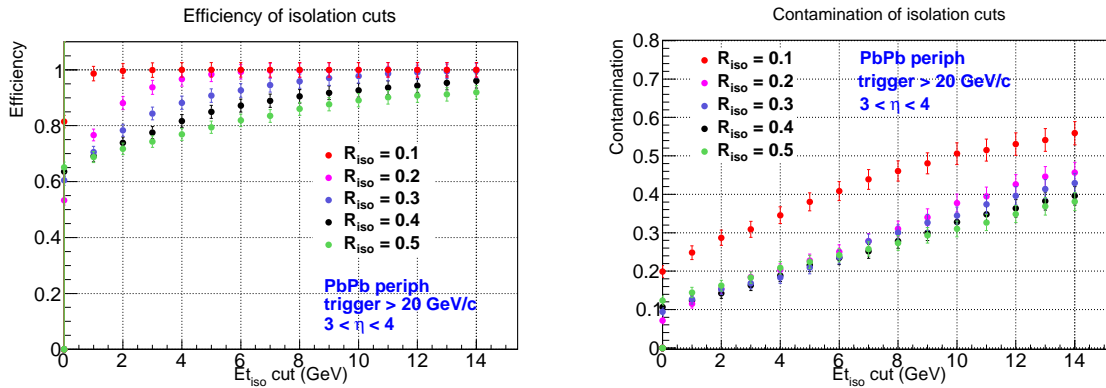 Efficiency of isolation cuts
Efficiency
1
0.8
0.6
0.4
0.2
0
R_iso = 0.1
R_iso = 0.2
R_iso = 0.3
R_iso = 0.4
R_iso = 0.5
PbPb periph
trigger > 20 GeV/c
3 < η < 4
0 2 4 6 8 10 12 14
Et_iso cut (GeV)
Contamination of isolation cuts
Contamination
0.8
0.7
0.6
0.5
0.4
0.3
0.2
0.1
0
R_iso = 0.1
R_iso = 0.2
R_iso = 0.3
R_iso = 0.4
R_iso = 0.5
PbPb periph
trigger > 20 GeV/c
3 < η < 4
0 2 4 6 8 10 12 14
Et_iso cut (GeV)